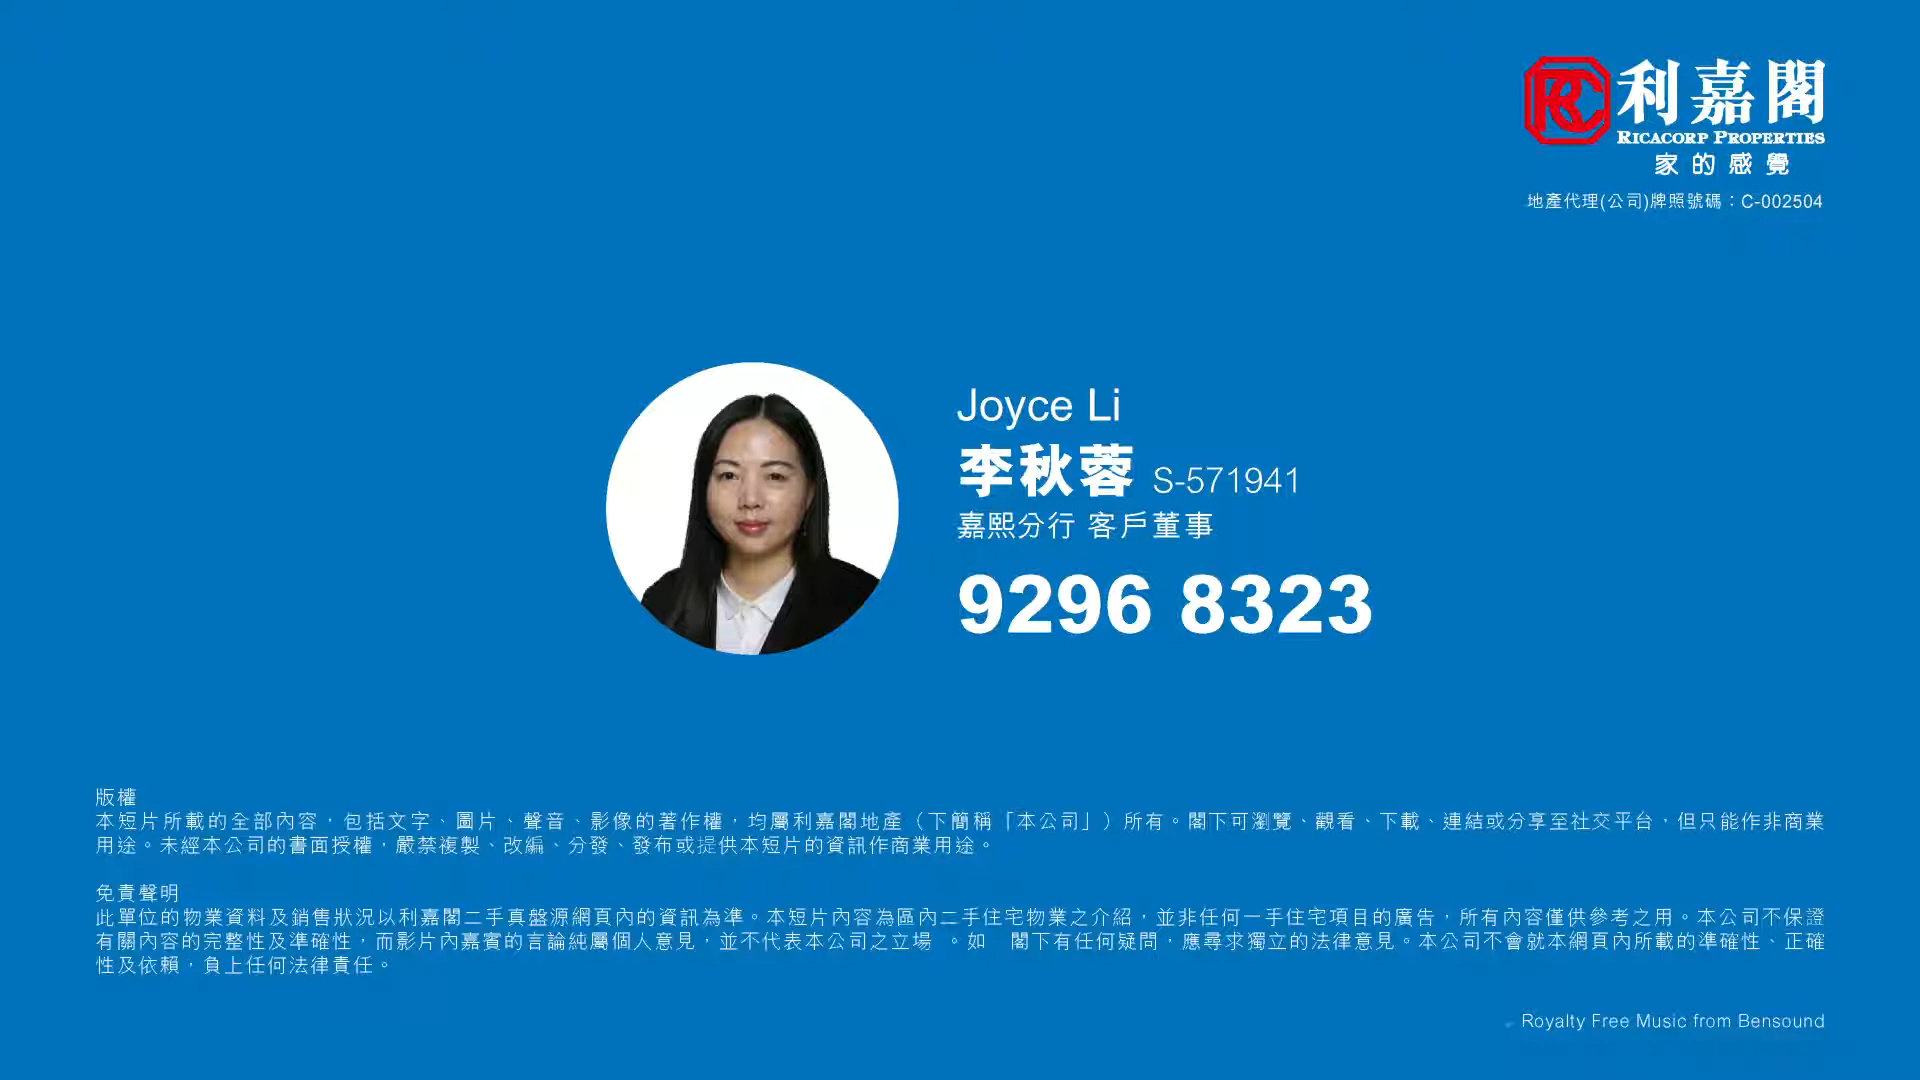 利嘉閣
RICACORP PROPERTIES
家的感覺
地產代理(公司)牌照號碼：C-002504
Joyce Li
李秋蓉 S-571941
嘉熙分行 客戶董事
9296 8323
版權
本短片所載的全部內容，包括文字、圖片、聲音、影像的著作權，均屬利嘉閣地產（下簡稱「本公司」）所有。閣下可瀏覽、觀看、下載、連結或分享至社交平台，但只能作非商業
用途。未經本公司的書面授權，嚴禁複製、改編、分發、發布或提供本短片的資訊作商業用途。
免責聲明
此單位的物業資料及銷售狀況以利嘉閣二手真盤源網頁內的資訊為準。本短片內容為區內二手住宅物業之介紹，並非任何一手住宅項目的廣告，所有內容僅供參考之用。本公司不保證
有關內容的完整性及準確性，而影片內嘉賓的言論純屬個人意見，並不代表本公司之立場 。如 閣下有任何疑問，應尋求獨立的法律意見。本公司不會就本網頁內所載的準確性、正確
性及依賴，負上任何法律責任。
Royalty Free Music from Bensound